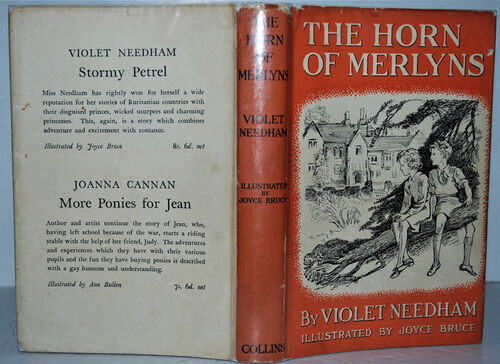 VIOLET NEEDHAM
Stormy Petrel
Miss Needham has rightly won for herself a wide
reputation for her stories of Ruritanian countries with
their disguised princes, wicked usurpers and charming
princesses. This, again, is a story which combines
adventure and excitement with romance.
Illustrated by Joyce Bruce 8s. 6d. net
JOANNA CANNAN
More Ponies for Jean
Author and artist continue the story of Jean, who,
having left school because of the war, starts a riding
stable with the help of her friend, Judy. The adventures
and experiences which they have with their various
pupils and the fun they have buying ponies is described
with a gay humour and understanding.
Illustrated by Ann Bullen 7s. 6d. net
THE
HORN
OF
MERLYNS
VIOLET
NEEDHAM
ILLUSTRATED
BY
JOYCE BRUCE
COLLINS
THE HORN
OF MERLYNS
By VIOLET NEEDHAM
ILLUSTRATED BY JOYCE BRUCE